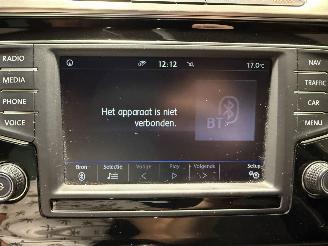 RADIO
MEDIA
PHONE
VOICE
12:12
17.0°C
Het apparaat is niet
verbonden.
BT
Bron
Selectie
Vorige
Play
Volgende
Setup
NAV
TRAFFIC
CAR
MENU